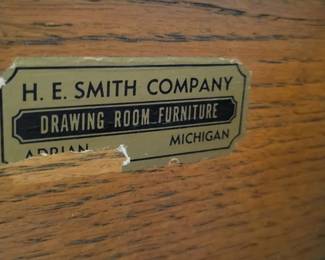 H. E. SMITH COMPANY
DRAWING ROOM FURNITURE
ADRIAN MICHIGAN